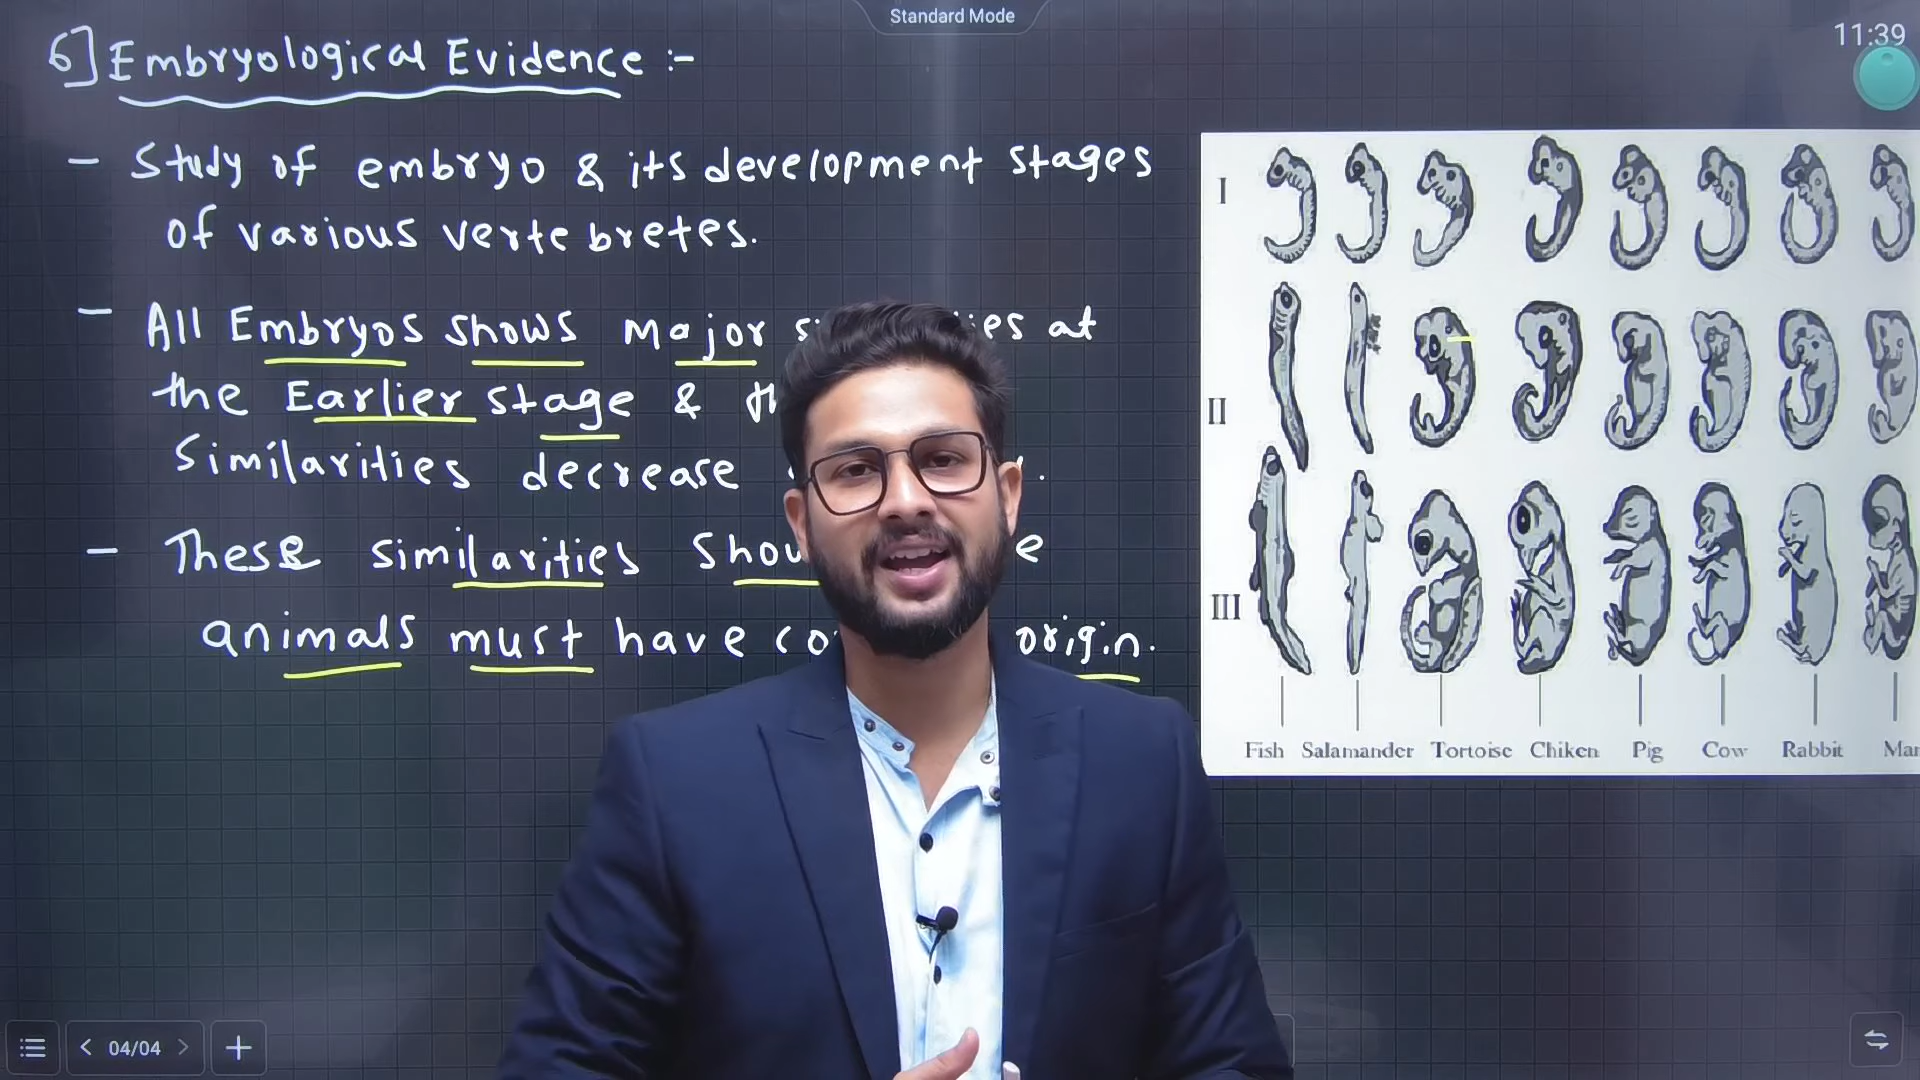 Standard Mode
11:39
6] Embryological Evidence :-
- Study of embryo & its development stages
of various vertebretes.
- All Embryos shows major at
the Earlier stage &
Similarities decrease .
- These similarities
animals must have origin.
I
II
III
Fish Salamander Tortoise Chiken Pig Cow Rabbit
04/04